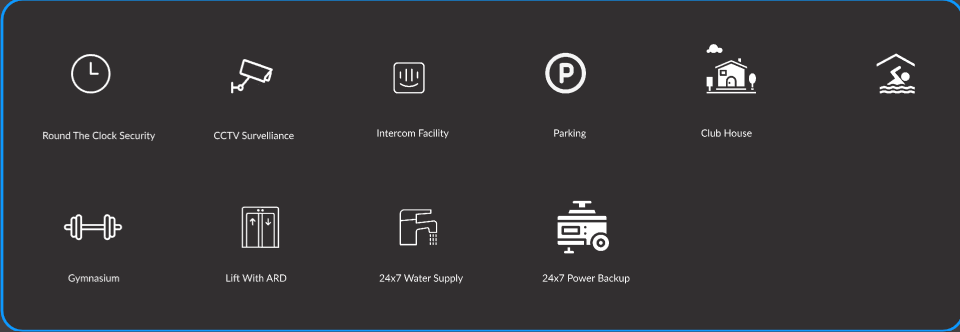 Round The Clock Security
CCTV Survelliance
Intercom Facility
P
Parking
Club House
Gymnasium
Lift With ARD
24x7 Water Supply
24x7 Power Backup